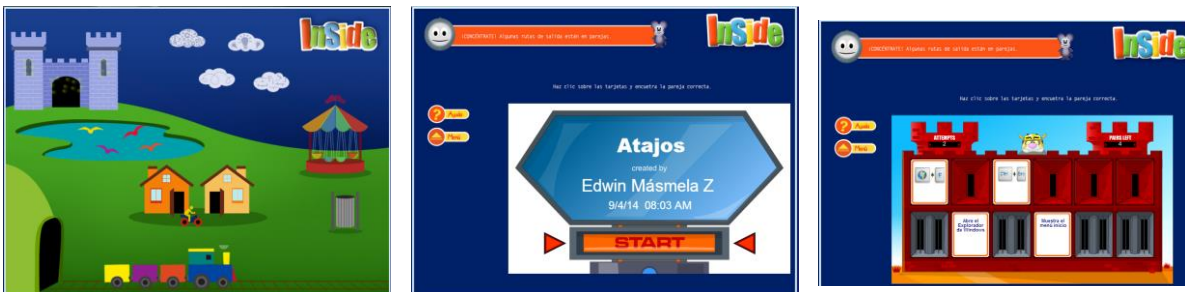 InSide
¡CONCENTRATE! Algunas rutas de salida están en parejas.
InSide
Haz clic sobre las tarjetas y encuentra la pareja correcta.
Ayuda
Menú
Atajos
created by
Edwin Másmela Z
9/4/14 08:03 AM
START
¡CONCENTRATE! Algunas rutas de salida están en parejas.
InSide
Haz clic sobre las tarjetas y encuentra la pareja correcta.
Ayuda
Menú
ATTEMPTS
2
PAIRS LEFT
4
Abre el
Explorador
de Windows
Muestra el
menú Inicio